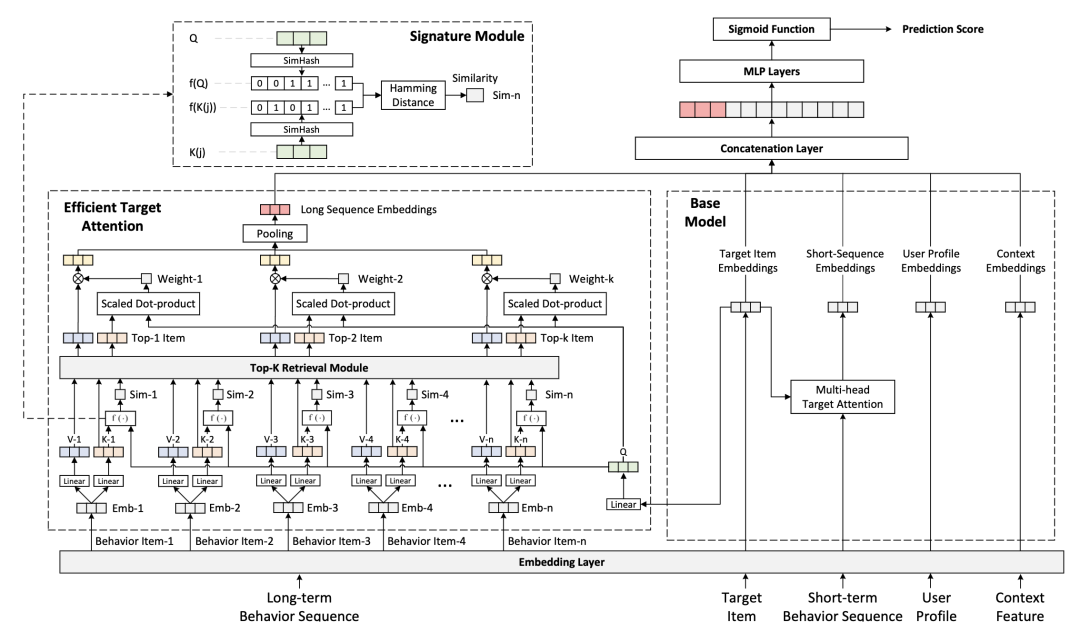 Signature Module
Q
SimHash
f(Q)
0 0 1 1 ... 1
f(K(j))
0 1 0 1 ... 1
SimHash
K(j)
Hamming
Distance
Similarity
Sim-n
Sigmoid Function
Prediction Score
MLP Layers
Concatenation Layer
Efficient Target
Attention
Long Sequence Embeddings
Pooling
Weight-1
Weight-2
Weight-k
Scaled Dot-product
Scaled Dot-product
Scaled Dot-product
Top-1 Item
Top-2 Item
Top-k Item
Top-K Retrieval Module
Sim-1
Sim-2
Sim-3
Sim-4
Sim-n
f (·)
f (·)
f (·)
f (·)
f (·)
...
V-1
K-1
V-2
K-2
V-3
K-3
V-4
K-4
V-n
K-n
Q
Linear
Linear
Linear
Linear
Linear
Linear
Linear
Linear
...
Linear
Linear
Linear
Emb-1
Emb-2
Emb-3
Emb-4
Emb-n
Behavior Item-1
Behavior Item-2
Behavior Item-3
Behavior Item-4
Behavior Item-n
Base
Model
Target Item
Embeddings
Short-Sequence
Embeddings
User Profile
Embeddings
Context
Embeddings
Multi-head
Target Attention
Embedding Layer
Long-term
Behavior Sequence
Target
Item
Short-term
Behavior Sequence
User
Profile
Context
Feature